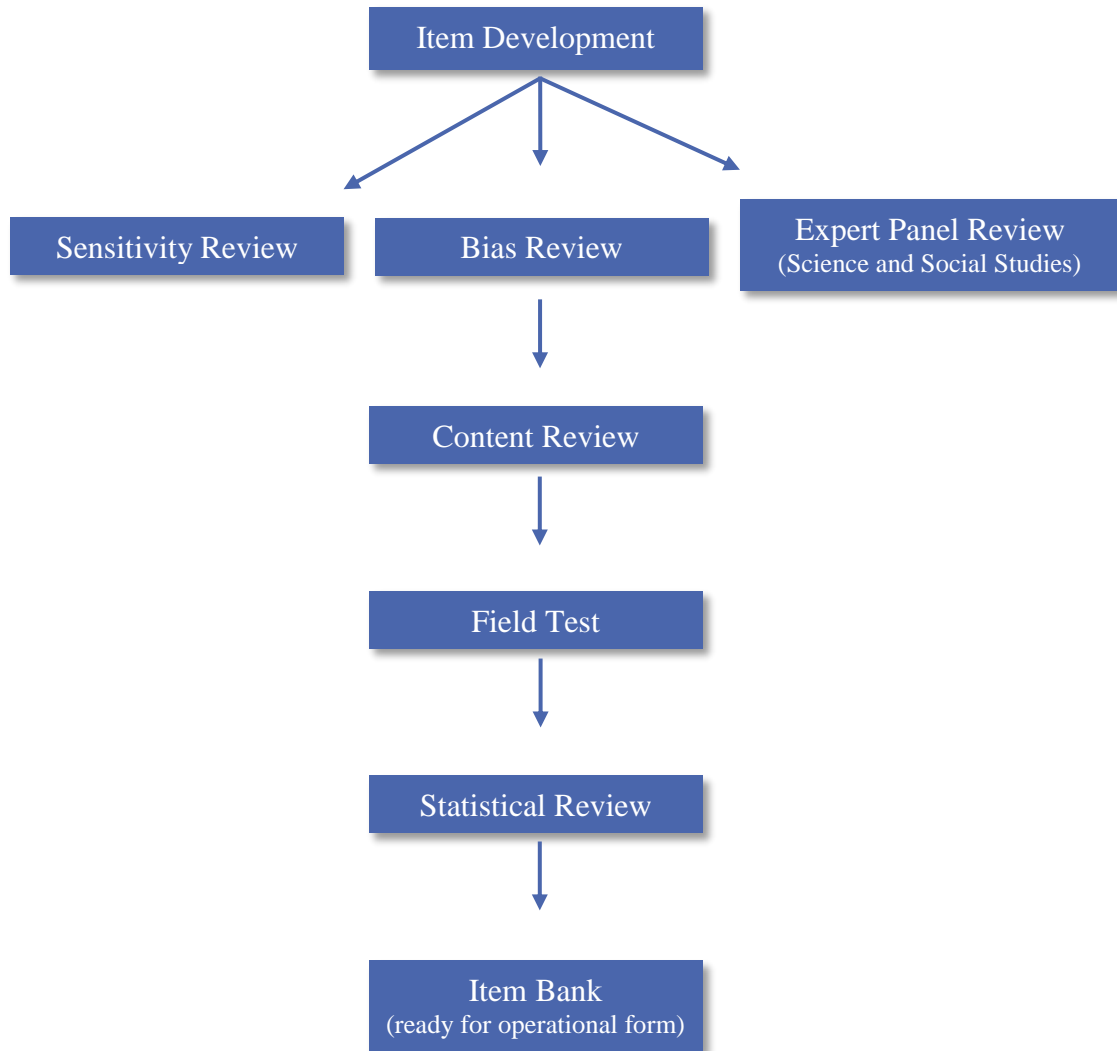 Item Development
Sensitivity Review
Bias Review
Expert Panel Review
(Science and Social Studies)
Content Review
Field Test
Statistical Review
Item Bank
(ready for operational form)